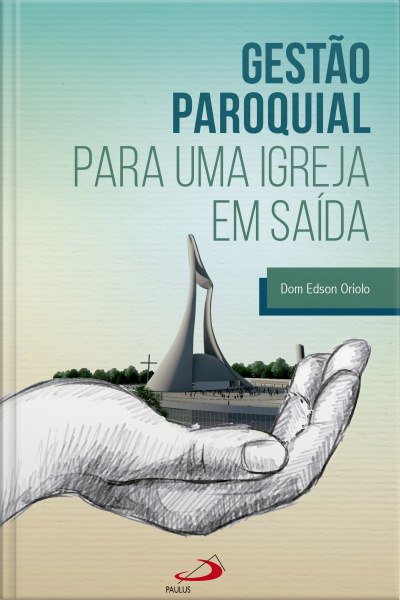 GESTÃO
PAROQUIAL
PARA UMA IGREJA
EM SAÍDA
Dom Edson Oriolo
PAULUS